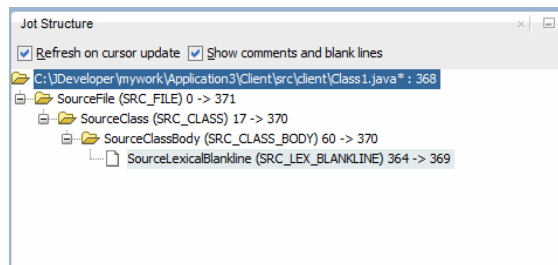 Jot Structure
Refresh on cursor update Show comments and blank lines
C:\JDeveloper\mywork\Application3\Client\src\client\Class1.java* : 368
SourceFile (SRC_FILE) 0 -> 371
SourceClass (SRC_CLASS) 17 -> 370
SourceClassBody (SRC_CLASS_BODY) 60 -> 370
SourceLexicalBlankline (SRC_LEX_BLANKLINE) 364 -> 369